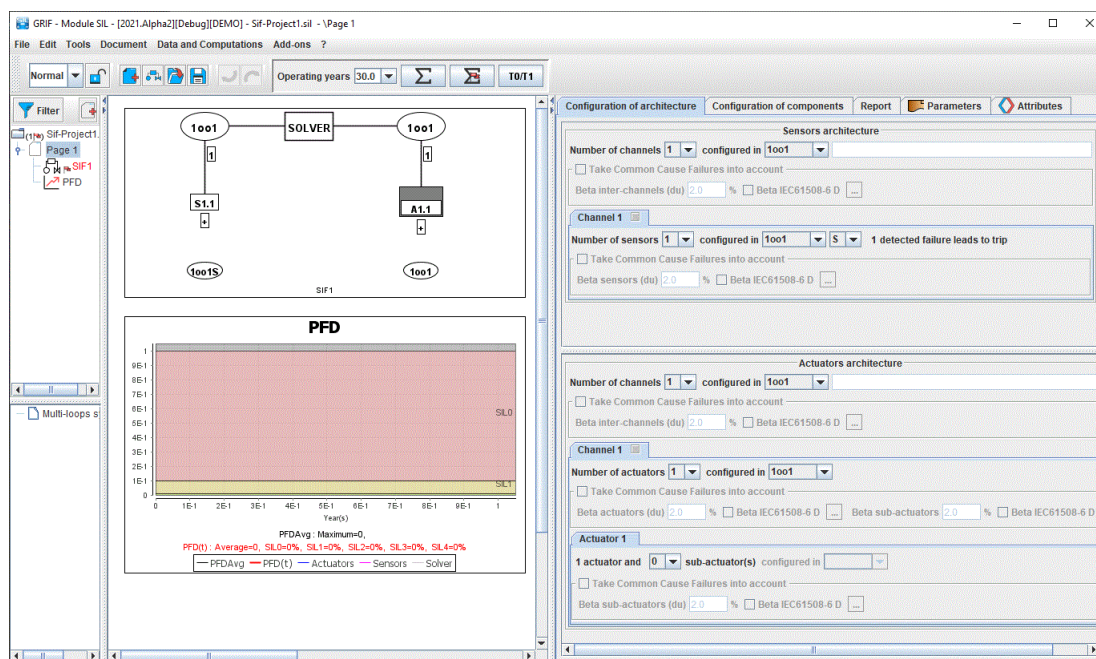 GRIF - Module SIL - [2021.Alpha2][Debug][DEMO] - Sif-Project1.sil - \Page 1
File Edit Tools Document Data and Computations Add-ons ?
Normal Operating years 30.0 Σ Σ T0/T1
Filter
Sif-Project1.
Page 1
SIF1
PFD
Multi-loops s
1oo1 SOLVER 1oo1
1 1
S1.1 A1.1
+ +
1oo1S 1oo1
SIF1
PFD
1
9E-1
8E-1
7E-1
6E-1
5E-1
4E-1
3E-1
2E-1
1E-1
0
SIL0
SIL1
0 1E-1 2E-1 3E-1 4E-1 5E-1 6E-1 7E-1 8E-1 9E-1 1
Year(s)
PFDAvg : Maximum=0,
PFD(t) : Average=0, SIL0=0%, SIL1=0%, SIL2=0%, SIL3=0%, SIL4=0%
PFDAvg PFD(t) Actuators Sensors Solver
Configuration of architecture Configuration of components Report Parameters Attributes
Sensors architecture
Number of channels 1 configured in 1oo1
Take Common Cause Failures into account
Beta inter-channels (du) 2.0 % Beta IEC61508-6 D ...
Channel 1
Number of sensors 1 configured in 1oo1 S 1 detected failure leads to trip
Take Common Cause Failures into account
Beta sensors (du) 2.0 % Beta IEC61508-6 D ...
Actuators architecture
Number of channels 1 configured in 1oo1
Take Common Cause Failures into account
Beta inter-channels (du) 2.0 % Beta IEC61508-6 D ...
Channel 1
Number of actuators 1 configured in 1oo1
Take Common Cause Failures into account
Beta actuators (du) 2.0 % Beta IEC61508-6 D ... Beta sub-actuators 2.0 % Beta IEC61508-6 D
Actuator 1
1 actuator and 0 sub-actuator(s) configured in
Take Common Cause Failures into account
Beta sub-actuators (du) 2.0 % Beta IEC61508-6 D ...